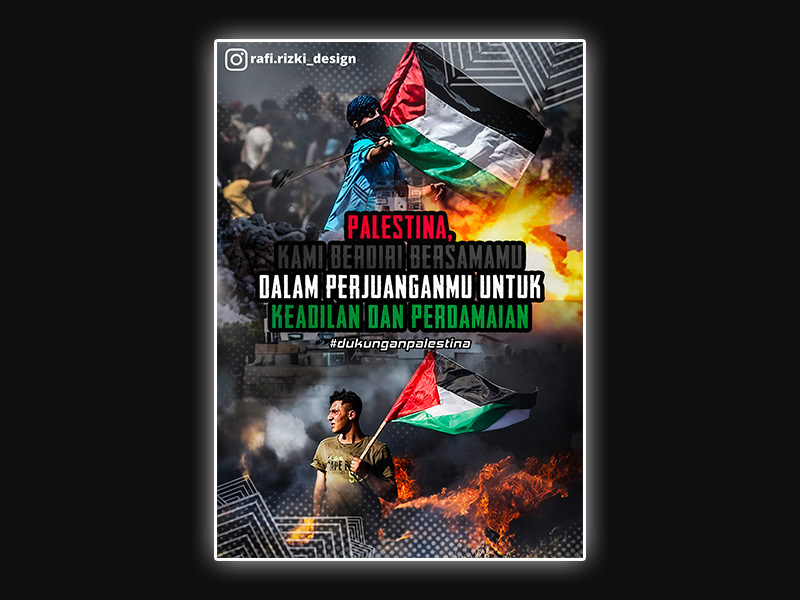 rafi.rizki_design
PALESTINA,
KAMI BERDIRI BERSAMAMU
DALAM PERJUANGANMU UNTUK
KEADILAN DAN PERDAMAIAN
#dukunganpalestina